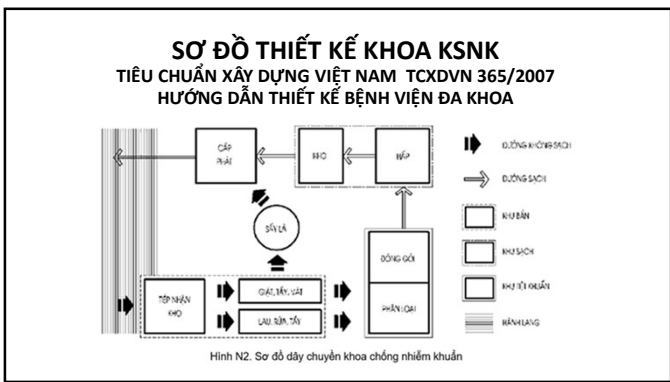 SƠ ĐỒ THIẾT KẾ KHOA KSNK
TIÊU CHUẨN XÂY DỰNG VIỆT NAM TCXDVN 365/2007
HƯỚNG DẪN THIẾT KẾ BỆNH VIỆN ĐA KHOA
CẤP
PHÁT
KHO
HẤP
ĐƯỜNG KHÔNG SẠCH
ĐƯỜNG SẠCH
SẤY LÀ
KHU BẨN
ĐÓNG GÓI
KHU SẠCH
TIẾP NHẬN
KHO
GIẶT, TẨY, VẮT
LAU, RỬA, TẨY
PHÂN LOẠI
HÀNH LANG
Hình N2. Sơ đồ dây chuyền khoa chống nhiễm khuẩn